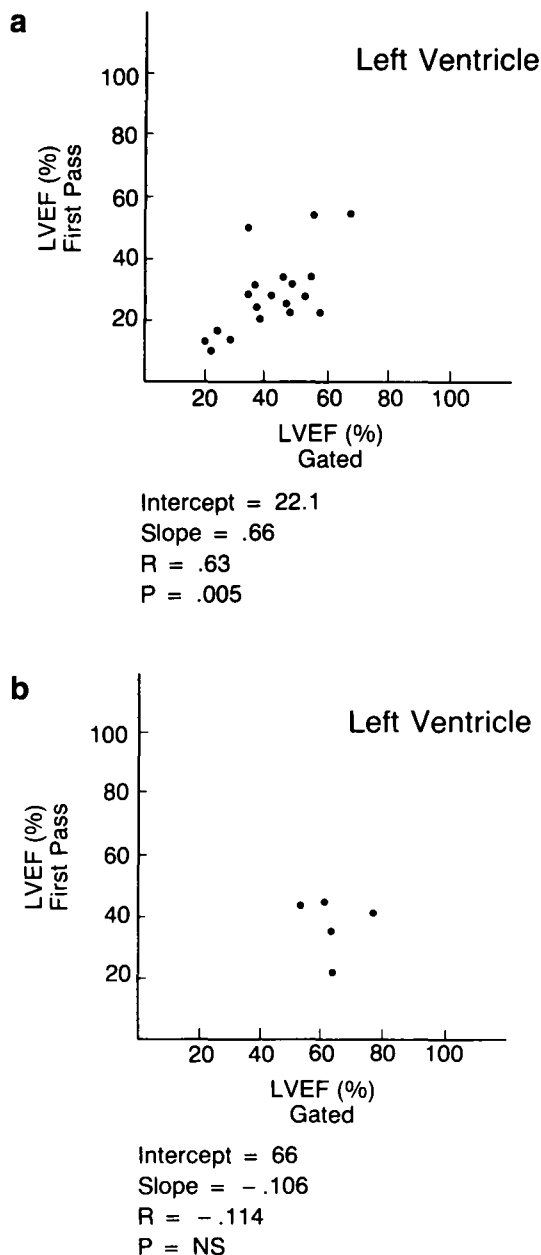 a
Left Ventricle
LVEF (%)
First Pass
100
80
60
40
20
20 40 60 80 100
LVEF (%)
Gated
Intercept = 22.1
Slope = .66
R = .63
P = .005
b
Left Ventricle
LVEF (%)
First Pass
100
80
60
40
20
20 40 60 80 100
LVEF (%)
Gated
Intercept = 66
Slope = - .106
R = - .114
P = NS